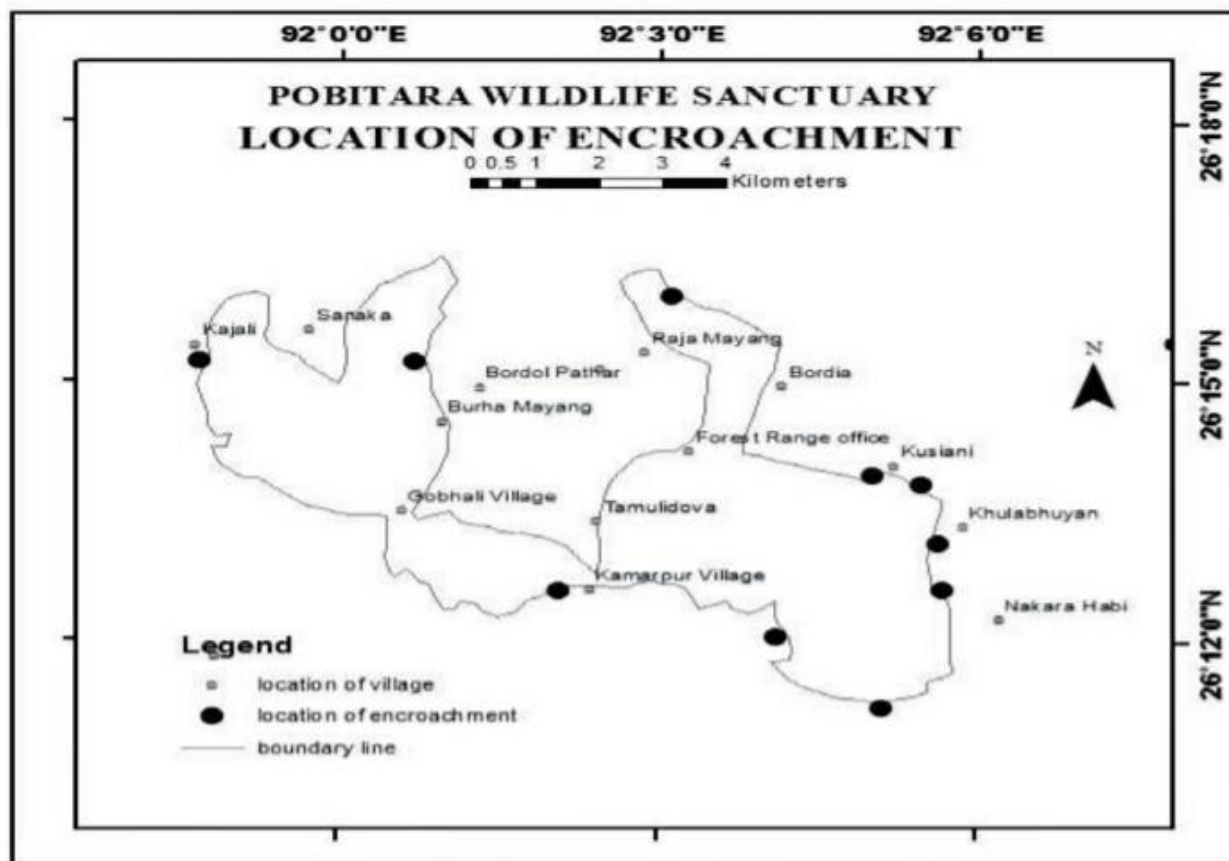 92°0'0"E 92°3'0"E 92°6'0"E
POBITARA WILDLIFE SANCTUARY
LOCATION OF ENCROACHMENT
0 0.5 1 2 3 4
Kilometers
26°18'0"N
Sanaka
Kajali
Raja Mayang
N
Bordol Pathar
Bordia
26°15'0"N
Burha Mayang
Forest Range office
Kusiani
Gobhali Village
Tamulidova
Khulabhuyan
Kamarpur Village
Nakara Habi
26°12'0"N
Legend
location of village
location of encroachment
boundary line